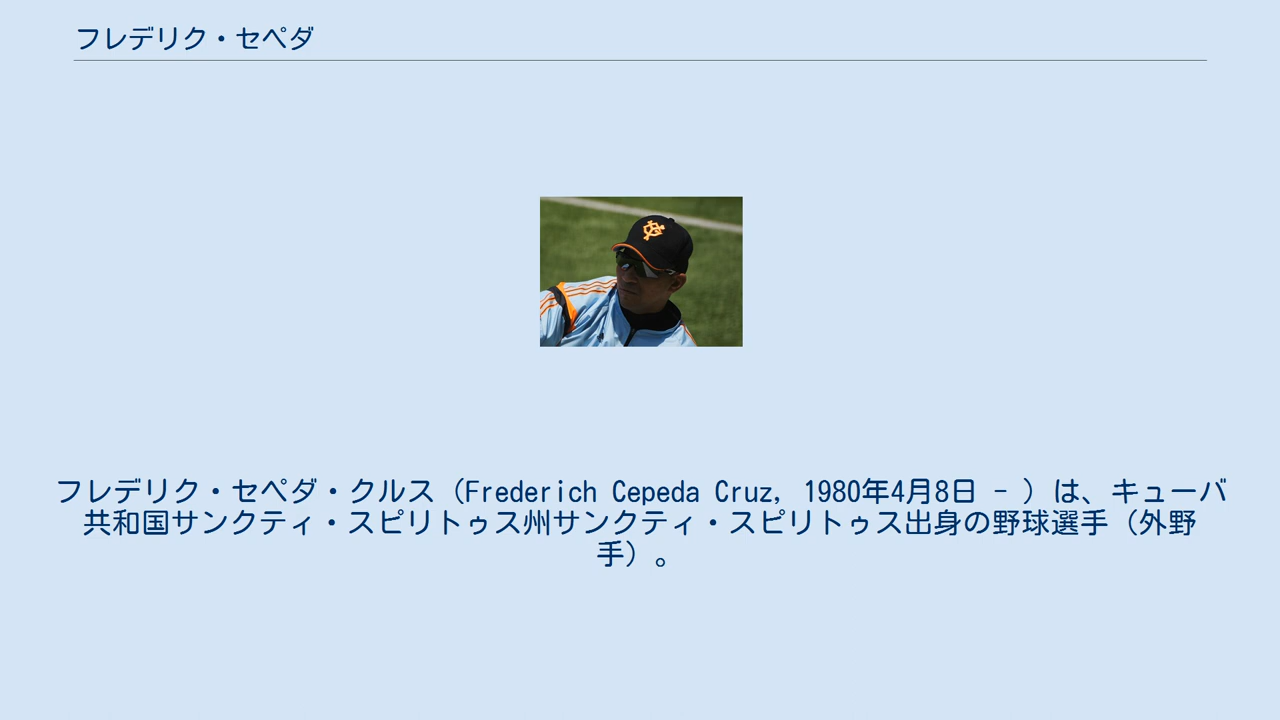 フレデリク・セペダ
フレデリク・セペダ・クルス（Frederich Cepeda Cruz, 1980年4月8日 - ）は、キューバ
共和国サンクティ・スピリトゥス州サンクティ・スピリトゥス出身の野球選手（外野
手）。